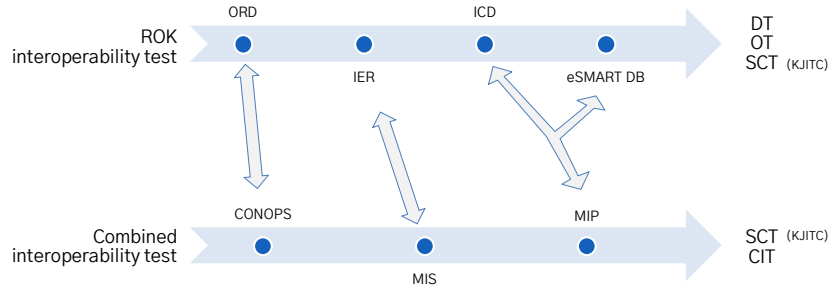 ORD
ICD
ROK
interoperability test
IER
eSMART DB
DT
OT
SCT (KJITC)
CONOPS
MIP
Combined
interoperability test
MIS
SCT (KJITC)
CIT